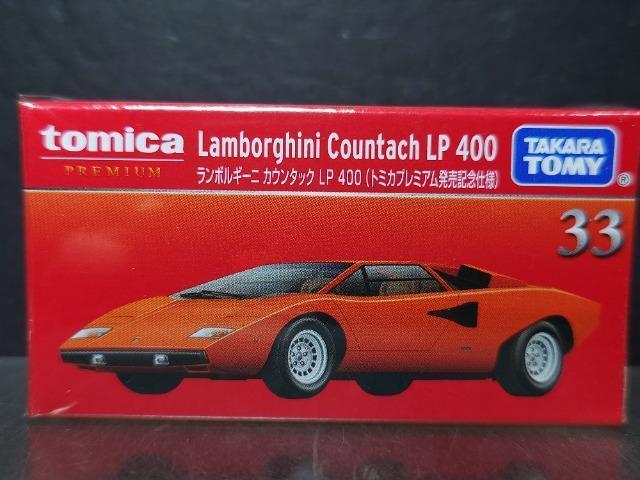 tomica
PREMIUM
Lamborghini Countach LP 400
ランボルギーニ カウンタック LP 400 (トミカプレミアム発売記念仕様)
TAKARA
TOMY
®
33